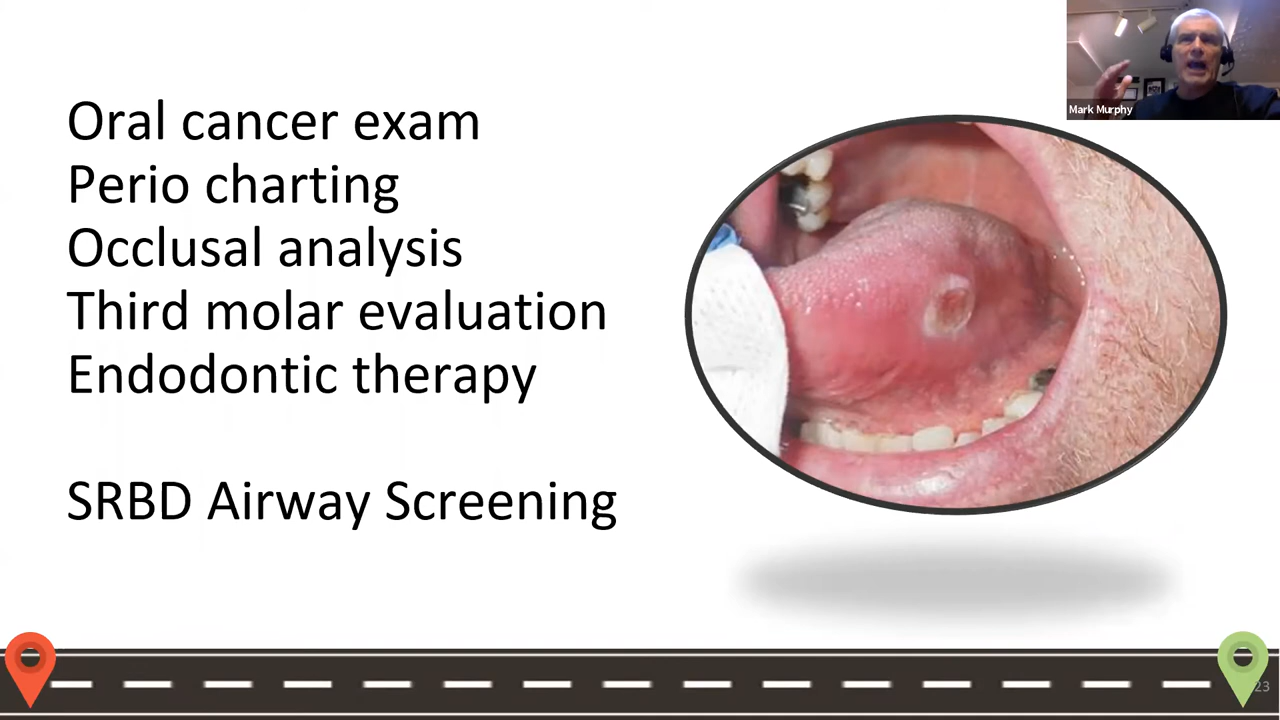 Mark Murphy
Oral cancer exam
Perio charting
Occlusal analysis
Third molar evaluation
Endodontic therapy
SRBD Airway Screening
23